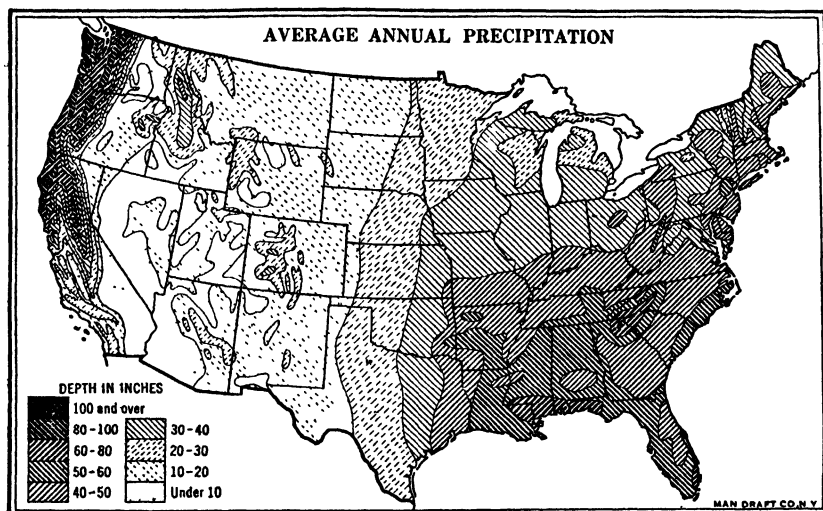 AVERAGE ANNUAL PRECIPITATION
DEPTH IN INCHES
100 and over
80-100
60-80
50-60
40-50
30-40
20-30
10-20
Under 10
MAN DRAFT CO. N.Y